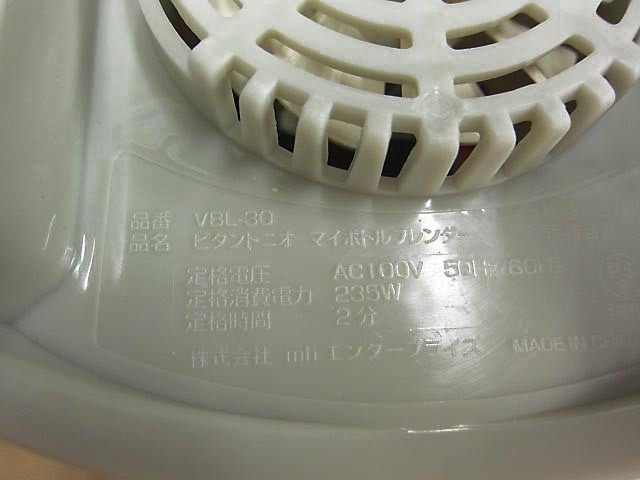 品番 VBL-30
品名 ビタントニオ マイボトルブレンダー
定格電圧 AC100V 50Hz/60Hz
定格消費電力 235W
定格時間 2分
株式会社 mhエンタープライズ MADE IN
PS